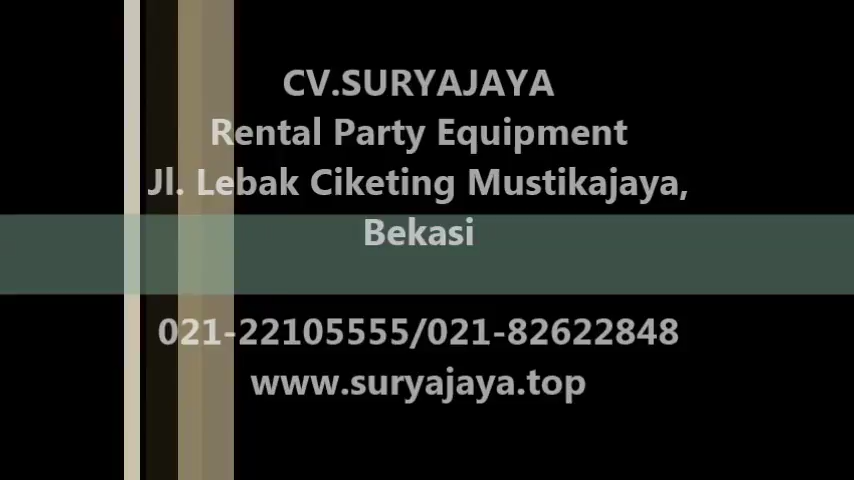 CV.SURYAJAYA
Rental Party Equipment
Jl. Lebak Ciketing Mustikajaya,
Bekasi
021-22105555/021-82622848
www.suryajaya.top